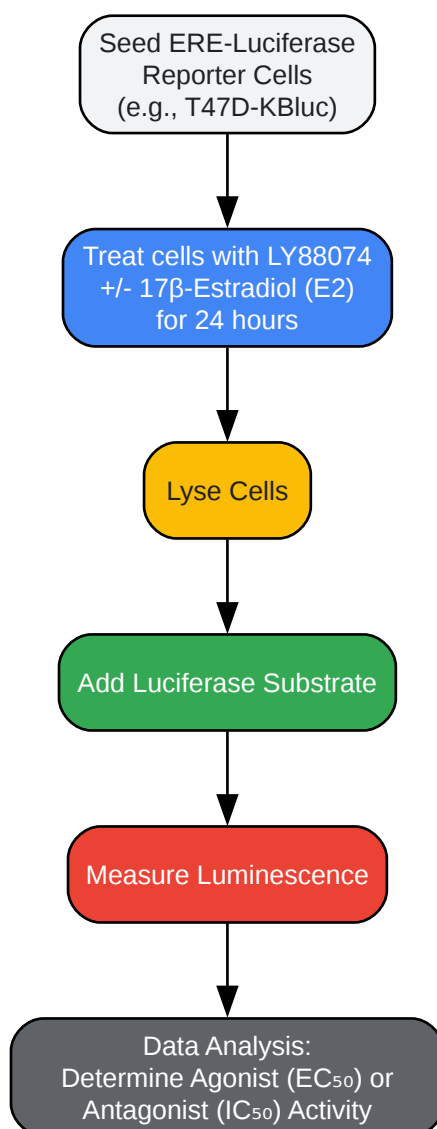 Seed ERE-Luciferase
Reporter Cells
(e.g., T47D-KBluc)
Treat cells with LY88074
+/- 17β-Estradiol (E2)
for 24 hours
Lyse Cells
Add Luciferase Substrate
Measure Luminescence
Data Analysis:
Determine Agonist (EC₅₀) or
Antagonist (IC₅₀) Activity